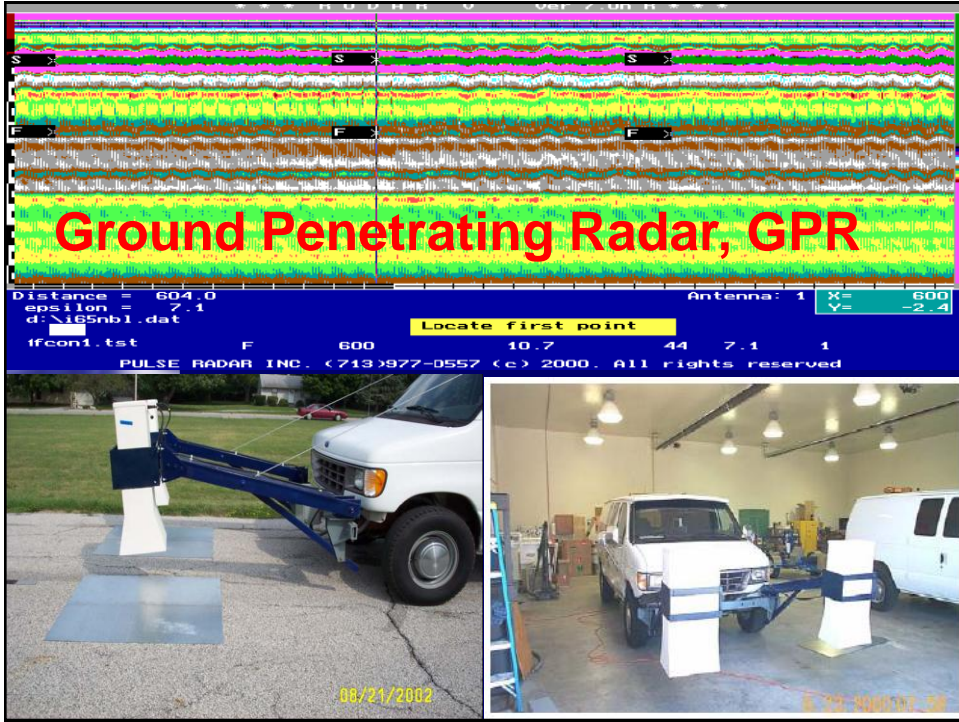 S S S
F F F
Ground Penetrating Radar, GPR
Distance = 604.0 Antenna: 1 X= 600
epsilon = 7.1 Y= -2.4
d:\i65nb1.dat
Locate first point
1fcon1.tst F 600 10.7 44 7.1 1
PULSE RADAR INC. (713)977-0557 (c) 2000. All rights reserved
08/21/2002